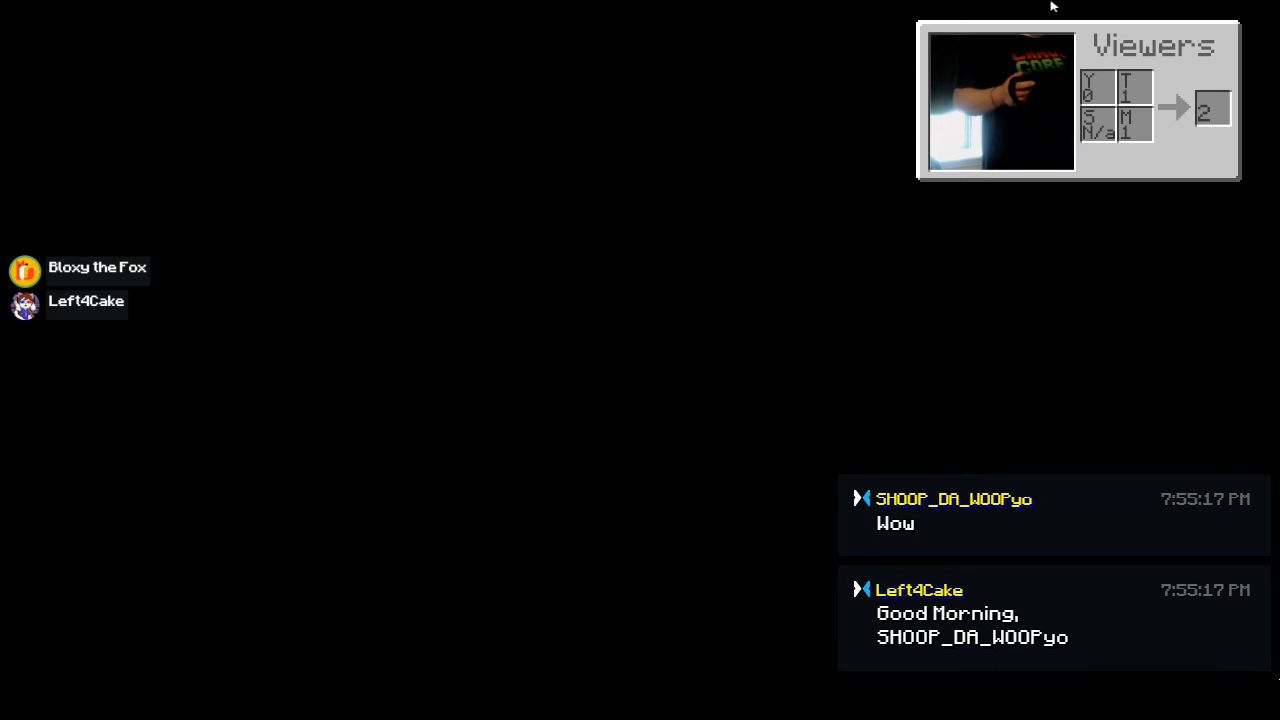 Viewers
Y
0
T
1
S
N/a
M
1
2
CORE
Bloxy the Fox
Left4Cake
SHOOP_DA_WOOPyo 7:55:17 PM
Wow
Left4Cake 7:55:17 PM
Good Morning,
SHOOP_DA_WOOPyo